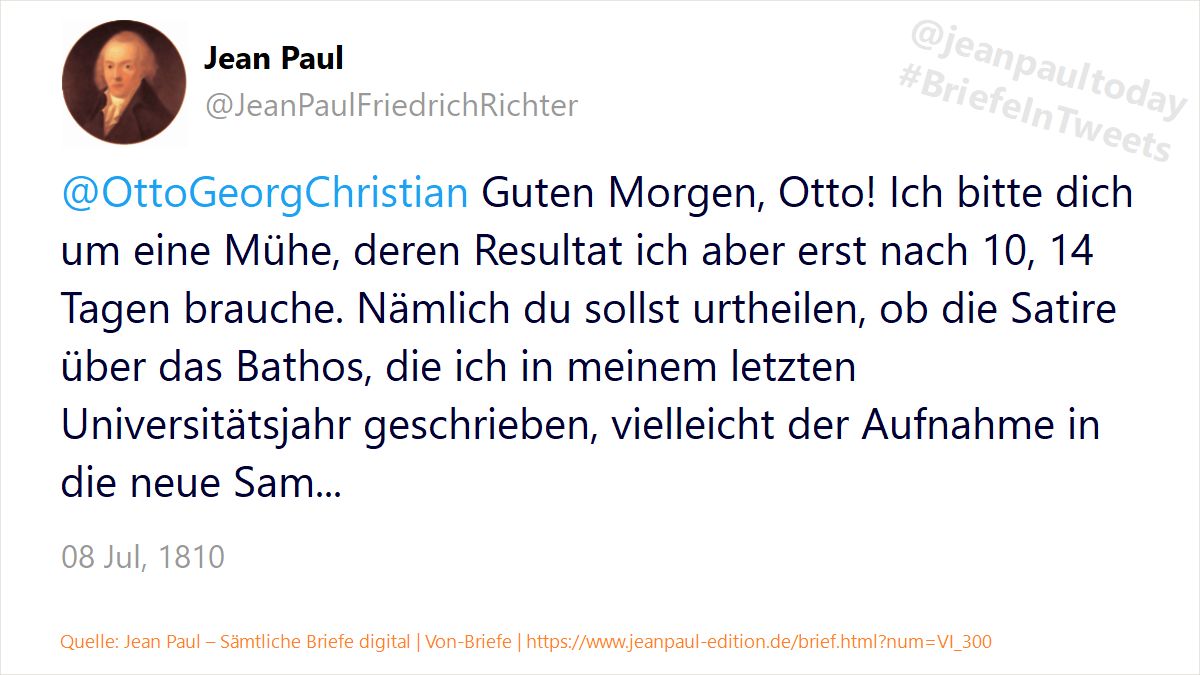 Jean Paul
@JeanPaulFriedrichRichter
@jeanpaultoday
#BriefeInTweets
@OttoGeorgChristian Guten Morgen, Otto! Ich bitte dich
um eine Mühe, deren Resultat ich aber erst nach 10, 14
Tagen brauche. Nämlich du sollst urtheilen, ob die Satire
über das Bathos, die ich in meinem letzten
Universitätsjahr geschrieben, vielleicht der Aufnahme in
die neue Sam...
08 Jul, 1810
Quelle: Jean Paul – Sämtliche Briefe digital | Von-Briefe | https://www.jeanpaul-edition.de/brief.html?num=VI_300